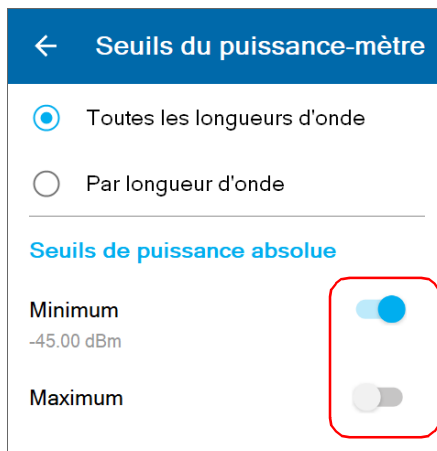 Seuils du puissance-mètre
Toutes les longueurs d'onde
Par longueur d'onde
Seuils de puissance absolue
Minimum
-45.00 dBm
Maximum